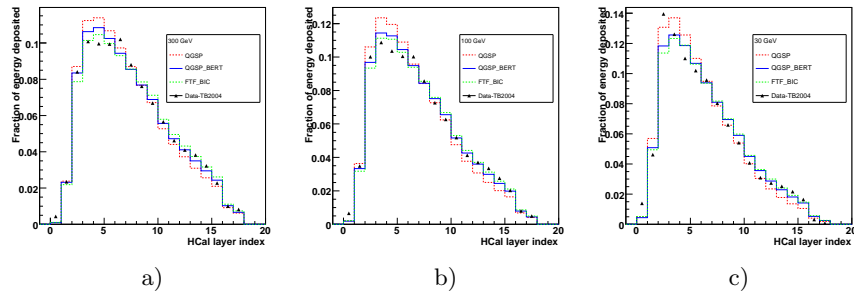 Fraction of energy deposited
0.1
0.08
0.06
0.04
0.02
0
0 5 10 15 20
HCal layer index
300 GeV
QGSP
QGSP_BERT
FTF_BIC
Data-TB2004
a)
Fraction of energy deposited
0.12
0.1
0.08
0.06
0.04
0.02
0
0 5 10 15 20
HCal layer index
100 GeV
QGSP
QGSP_BERT
FTF_BIC
Data-TB2004
b)
Fraction of energy deposited
0.14
0.12
0.1
0.08
0.06
0.04
0.02
0
0 5 10 15 20
HCal layer index
30 GeV
QGSP
QGSP_BERT
FTF_BIC
Data-TB2004
c)